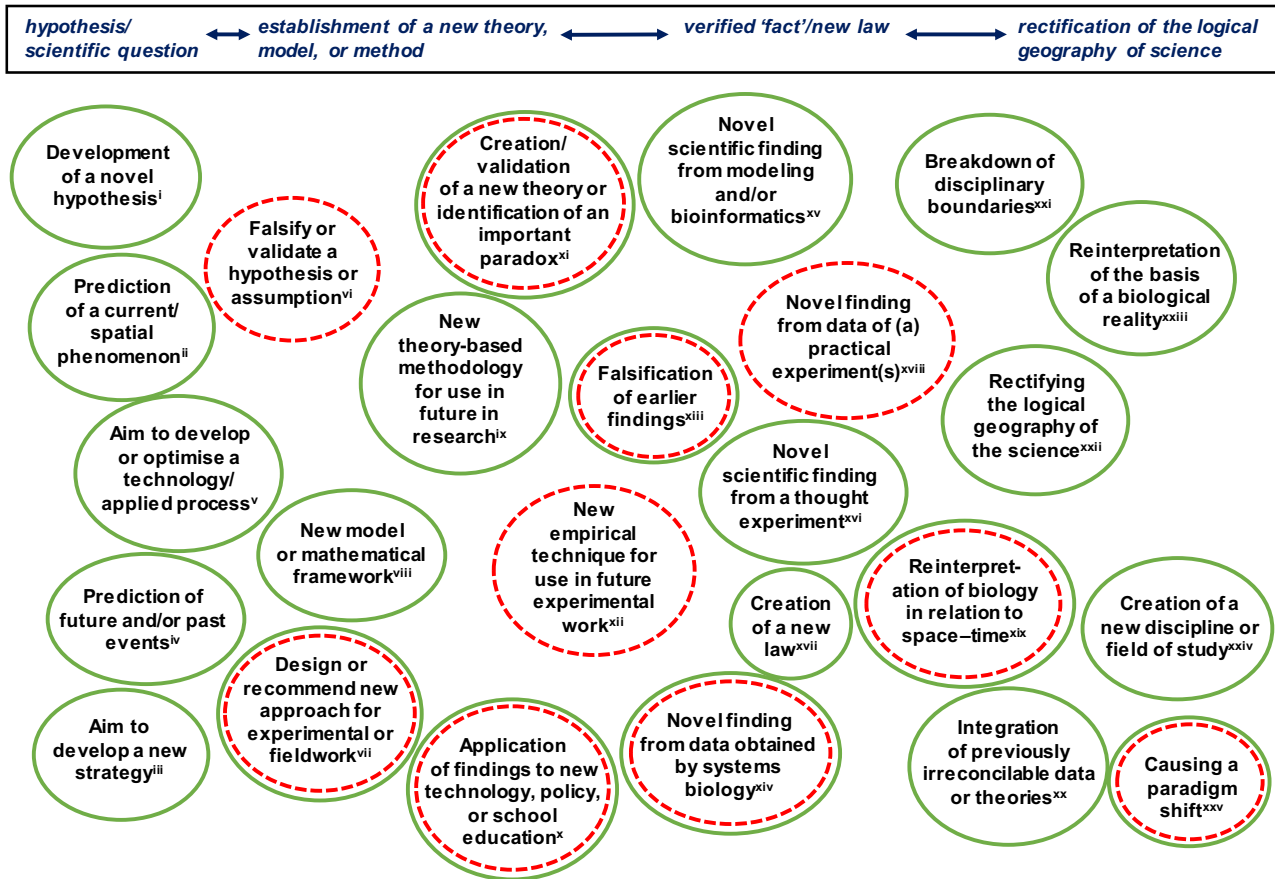 hypothesis/
scientific question
establishment of a new theory,
model, or method
verified ‘fact’/new law
rectification of the logical
geography of science
Development
of a novel
hypothesisⁱ
Prediction
of a current/
spatial
phenomenonⁱⁱ
Aim to develop
or optimise a
technology/
applied processᵛ
Prediction of
future and/or past
eventsⁱᵛ
Aim to
develop a new
strategyⁱⁱⁱ
Falsify or
validate a
hypothesis or
assumptionᵛⁱ
New model
or mathematical
frameworkᵛⁱⁱⁱ
Design or
recommend new
approach for
experimental or
fieldworkᵛⁱⁱ
Creation/
validation
of a new theory or
identification of an
important
paradoxˣⁱ
New
theory-based
methodology
for use in
future in
researchⁱˣ
Falsification
of earlier
findingsˣⁱⁱⁱ
New
empirical
technique for
use in future
experimental
workˣⁱⁱ
Application
of findings to new
technology, policy,
or school
educationˣ
Novel
scientific finding
from modeling
and/or
bioinformaticsˣᵛ
Novel finding
from data of (a)
practical
experiment(s)ˣᵛⁱⁱⁱ
Novel
scientific finding
from a thought
experimentˣᵛⁱ
Creation
of a new
lawˣᵛⁱⁱ
Novel finding
from data obtained
by systems
biologyˣⁱᵛ
Breakdown of
disciplinary
boundariesˣˣⁱ
Reinterpretation
of the basis
of a biological
realityˣˣⁱⁱⁱ
Rectifying
the logical
geography of
the scienceˣˣⁱⁱ
Reinterpret-
ation of biology
in relation to
space–timeˣⁱˣ
Creation of a
new discipline or
field of studyˣˣⁱᵛ
Integration
of previously
irreconcilable data
or theoriesˣˣ
Causing a
paradigm
shiftˣˣᵛ